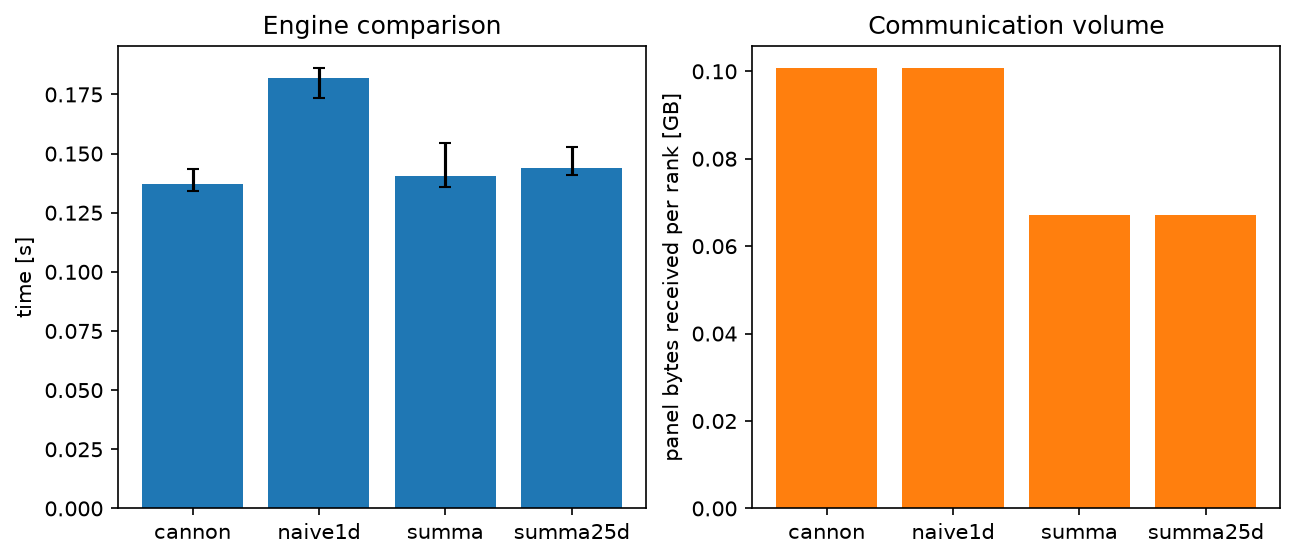 Engine comparison
time [s]
0.175
0.150
0.125
0.100
0.075
0.050
0.025
0.000
cannon naive1d summa summa25d
Communication volume
panel bytes received per rank [GB]
0.10
0.08
0.06
0.04
0.02
0.00
cannon naive1d summa summa25d